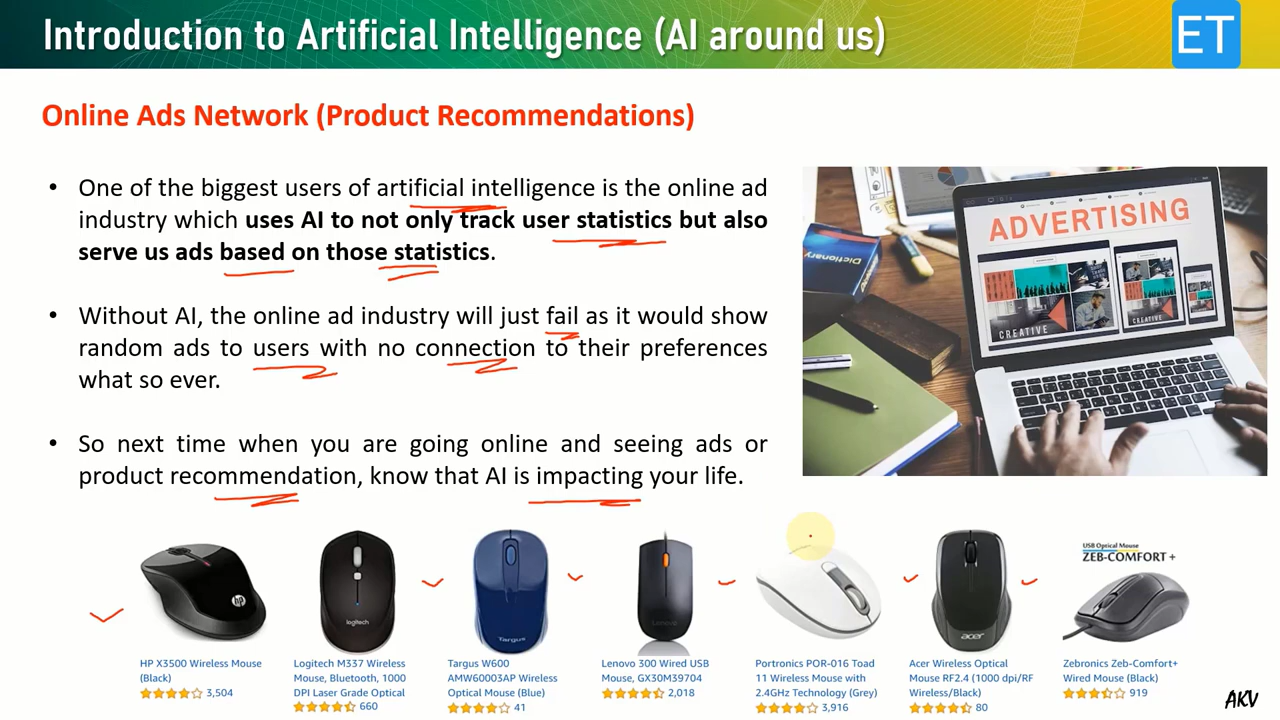 Introduction to Artificial Intelligence (AI around us)
ET
Online Ads Network (Product Recommendations)
• One of the biggest users of artificial intelligence is the online ad
industry which uses AI to not only track user statistics but also
serve us ads based on those statistics.
• Without AI, the online ad industry will just fail as it would show
random ads to users with no connection to their preferences
what so ever.
• So next time when you are going online and seeing ads or
product recommendation, know that AI is impacting your life.
Dictionary
ADVERTISING
CREATIVE
CREATIVE
hp
logitech
Targus
Lenovo
acer
USB Optical Mouse
ZEB-COMFORT +
HP X3500 Wireless Mouse
(Black)
3,504
Logitech M337 Wireless
Mouse, Bluetooth, 1000
DPI Laser Grade Optical
660
Targus W600
AMW60003AP Wireless
Optical Mouse (Blue)
41
Lenovo 300 Wired USB
Mouse, GX30M39704
2,018
Portronics POR-016 Toad
11 Wireless Mouse with
2.4GHz Technology (Grey)
3,916
Acer Wireless Optical
Mouse RF2.4 (1000 dpi/RF
Wireless/Black)
80
Zebronics Zeb-Comfort+
Wired Mouse (Black)
919
AKV